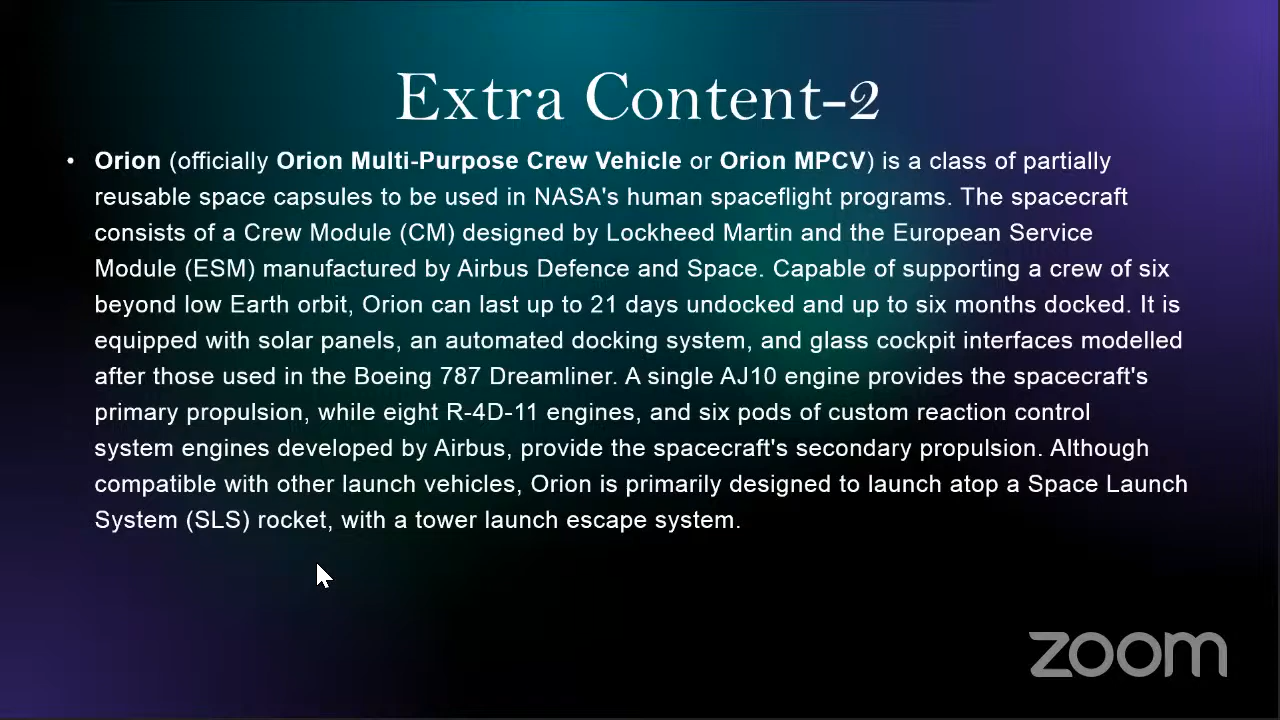 Extra Content-2
• Orion (officially Orion Multi-Purpose Crew Vehicle or Orion MPCV) is a class of partially
reusable space capsules to be used in NASA's human spaceflight programs. The spacecraft
consists of a Crew Module (CM) designed by Lockheed Martin and the European Service
Module (ESM) manufactured by Airbus Defence and Space. Capable of supporting a crew of six
beyond low Earth orbit, Orion can last up to 21 days undocked and up to six months docked. It is
equipped with solar panels, an automated docking system, and glass cockpit interfaces modelled
after those used in the Boeing 787 Dreamliner. A single AJ10 engine provides the spacecraft's
primary propulsion, while eight R-4D-11 engines, and six pods of custom reaction control
system engines developed by Airbus, provide the spacecraft's secondary propulsion. Although
compatible with other launch vehicles, Orion is primarily designed to launch atop a Space Launch
System (SLS) rocket, with a tower launch escape system.
zoom